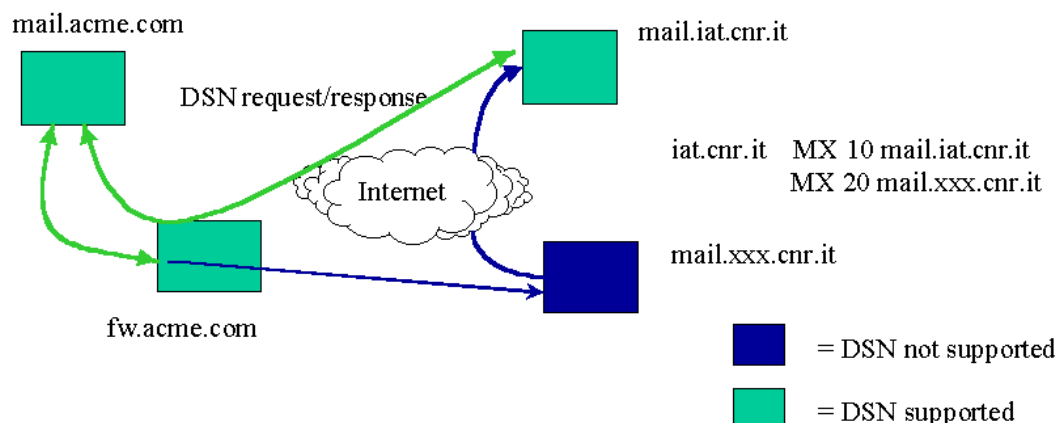 mail.acme.com
mail.iat.cnr.it
DSN request/response
iat.cnr.it MX 10 mail.iat.cnr.it
MX 20 mail.xxx.cnr.it
Internet
mail.xxx.cnr.it
fw.acme.com
= DSN not supported
= DSN supported